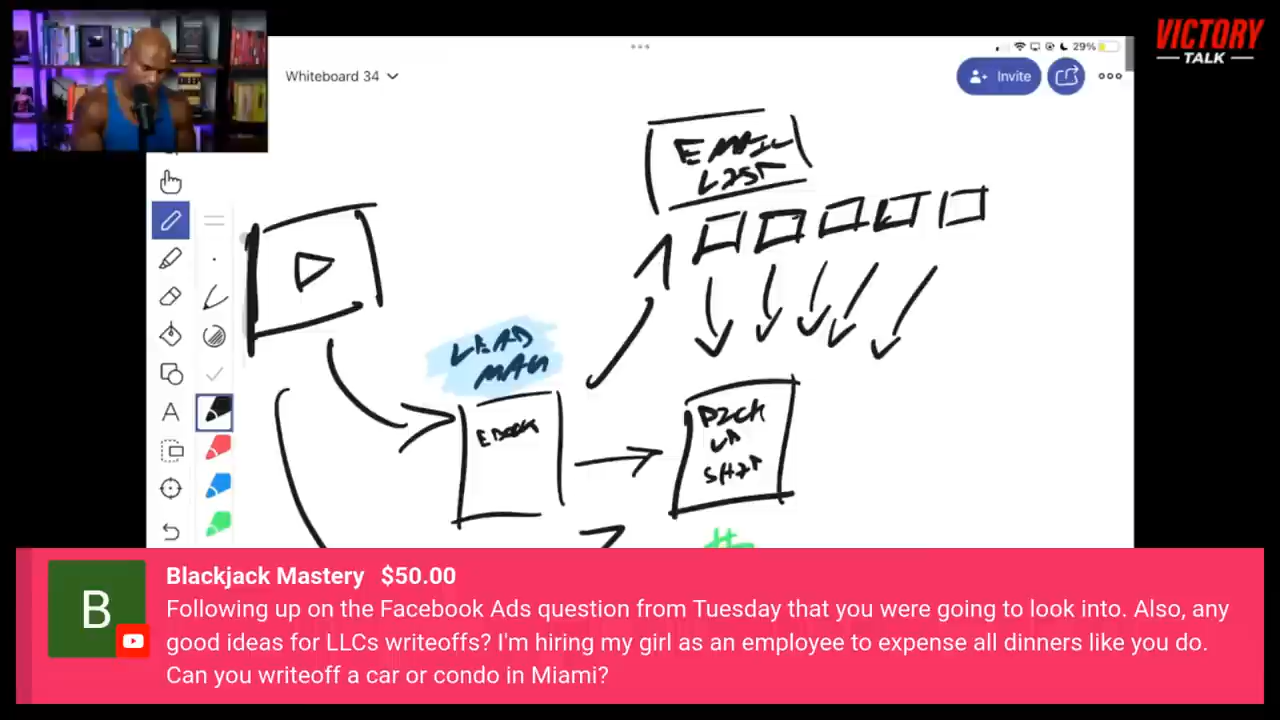 VICTORY
TALK
29%
Whiteboard 34
Invite
EMAIL
LIST
LEAD
MAG
EBOOK
A
B
Blackjack Mastery $50.00
Following up on the Facebook Ads question from Tuesday that you were going to look into. Also, any
good ideas for LLCs writeoffs? I'm hiring my girl as an employee to expense all dinners like you do.
Can you writeoff a car or condo in Miami?